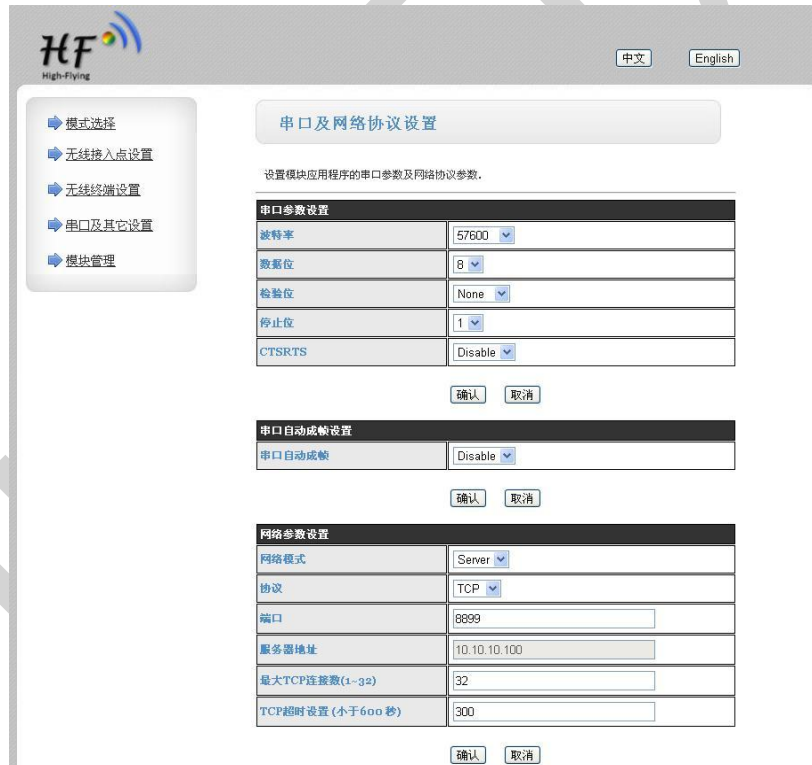 HF
High-Flying
中文 English
模式选择
无线接入点设置
无线终端设置
串口及其它设置
模块管理
串口及网络协议设置
设置模块应用程序的串口参数及网络协议参数.
串口参数设置
波特率 57600
数据位 8
检验位 None
停止位 1
CTSRTS Disable
确认 取消
串口自动成帧设置
串口自动成帧 Disable
确认 取消
网络参数设置
网络模式 Server
协议 TCP
端口 8899
服务器地址 10.10.10.100
最大TCP连接数(1~32) 32
TCP超时设置 (小于600 秒) 300
确认 取消